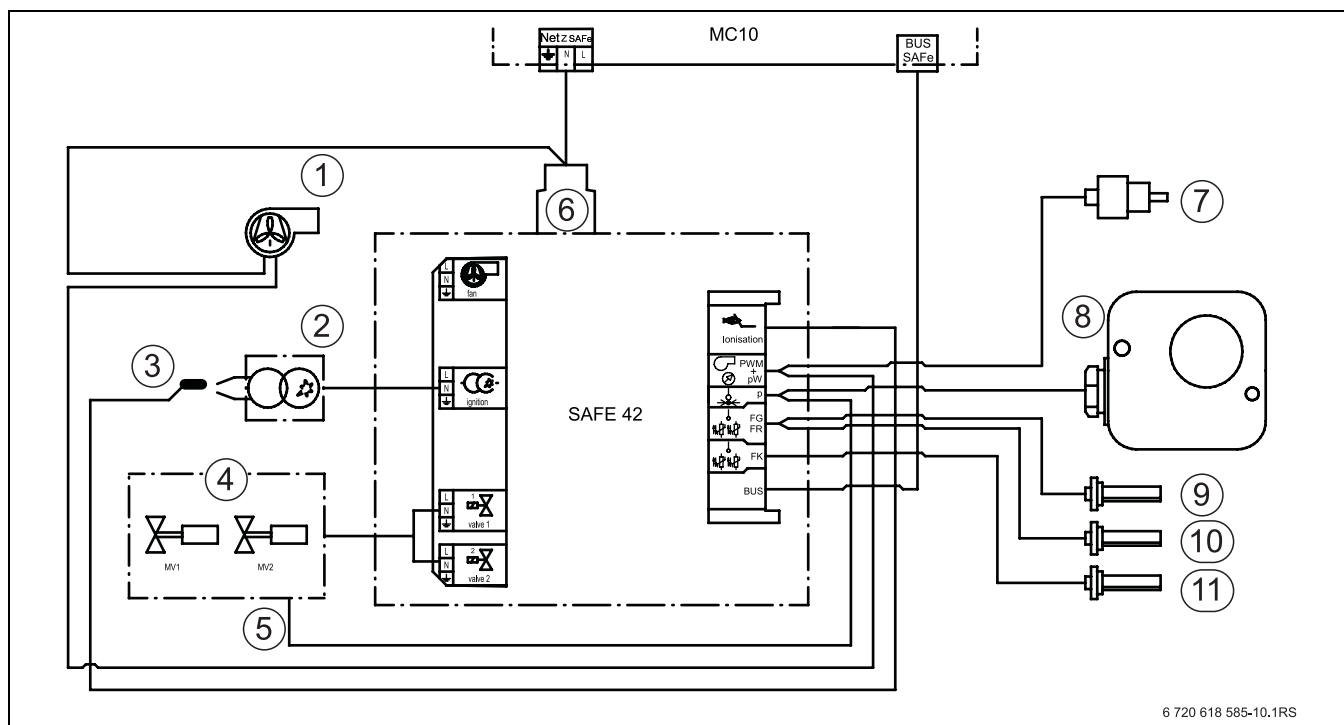 Netz SAFe
N L
MC10
BUS
SAFe
1
6
7
L
N
fan
2
Ionisation
8
3
L
N
ignition
PWM
+
pW
p
SAFE 42
FG
FR
FK
4
BUS
9
L
N
1
valve 1
10
MV1
MV2
L
N
2
valve 2
11
5
6 720 618 585-10.1RS